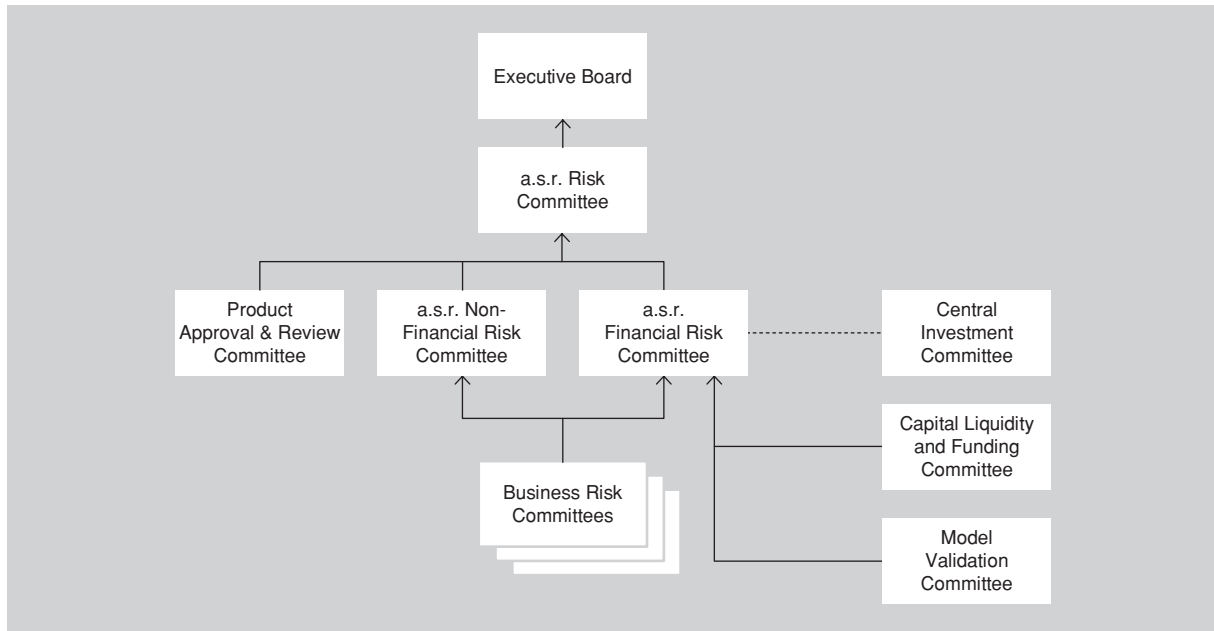 Executive Board
a.s.r. Risk
Committee
Product
Approval & Review
Committee
a.s.r. Non-
Financial Risk
Committee
a.s.r.
Financial Risk
Committee
Central
Investment
Committee
Capital Liquidity
and Funding
Committee
Business Risk
Committees
Model
Validation
Committee